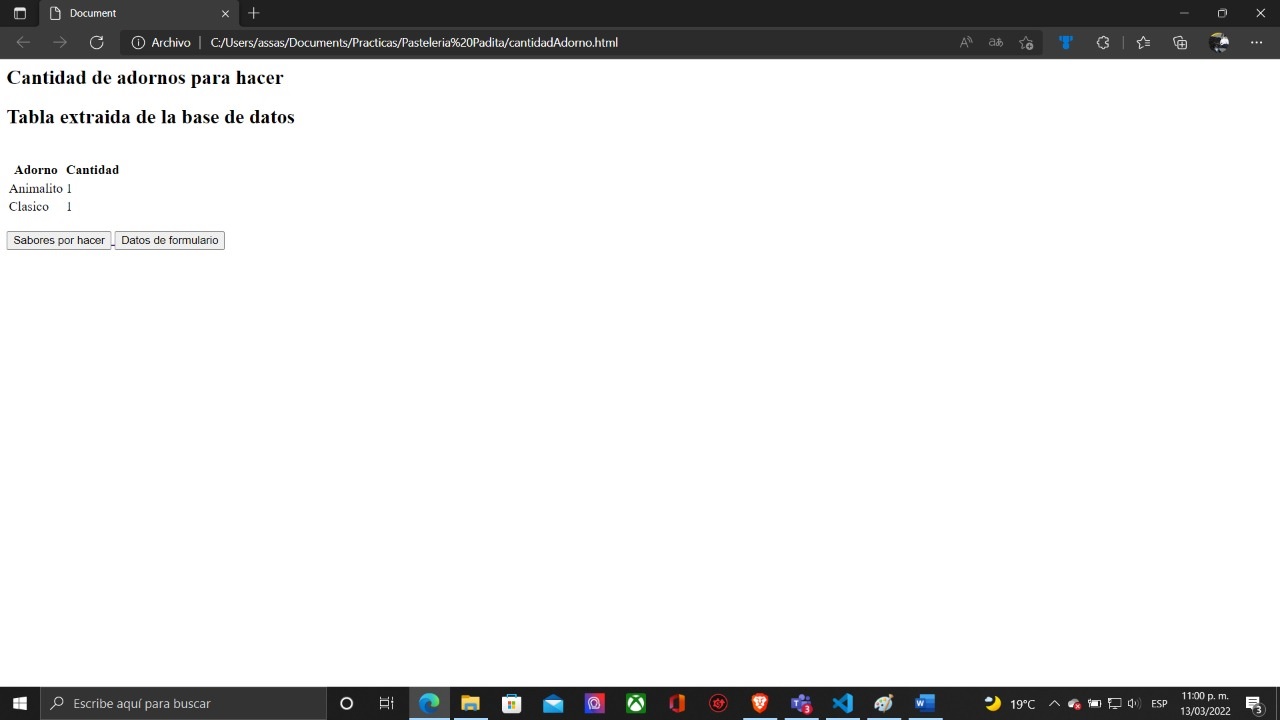 Document
Archivo | C:/Users/assas/Documents/Practicas/Pasteleria%20Padita/cantidadAdorno.html
Cantidad de adornos para hacer
Tabla extraida de la base de datos
Adorno Cantidad
Animalito 1
Clasico 1
Sabores por hacer Datos de formulario
Escribe aquí para buscar
19°C
ESP
11:00 p. m.
13/03/2022
3
3